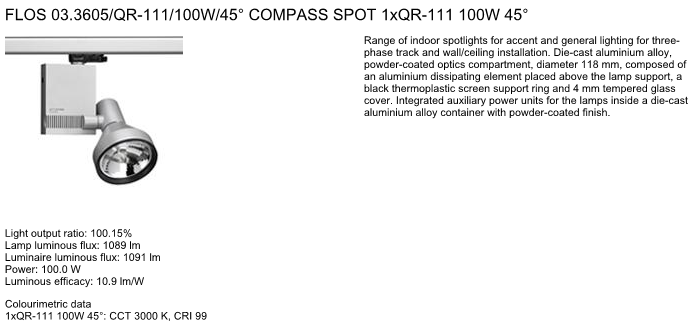 FLOS 03.3605/QR-111/100W/45° COMPASS SPOT 1xQR-111 100W 45°
Range of indoor spotlights for accent and general lighting for three-
phase track and wall/ceiling installation. Die-cast aluminium alloy,
powder-coated optics compartment, diameter 118 mm, composed of
an aluminium dissipating element placed above the lamp support, a
black thermoplastic screen support ring and 4 mm tempered glass
cover. Integrated auxiliary power units for the lamps inside a die-cast
aluminium alloy container with powder-coated finish.
Light output ratio: 100.15%
Lamp luminous flux: 1089 lm
Luminaire luminous flux: 1091 lm
Power: 100.0 W
Luminous efficacy: 10.9 lm/W
Colourimetric data
1xQR-111 100W 45°: CCT 3000 K, CRI 99